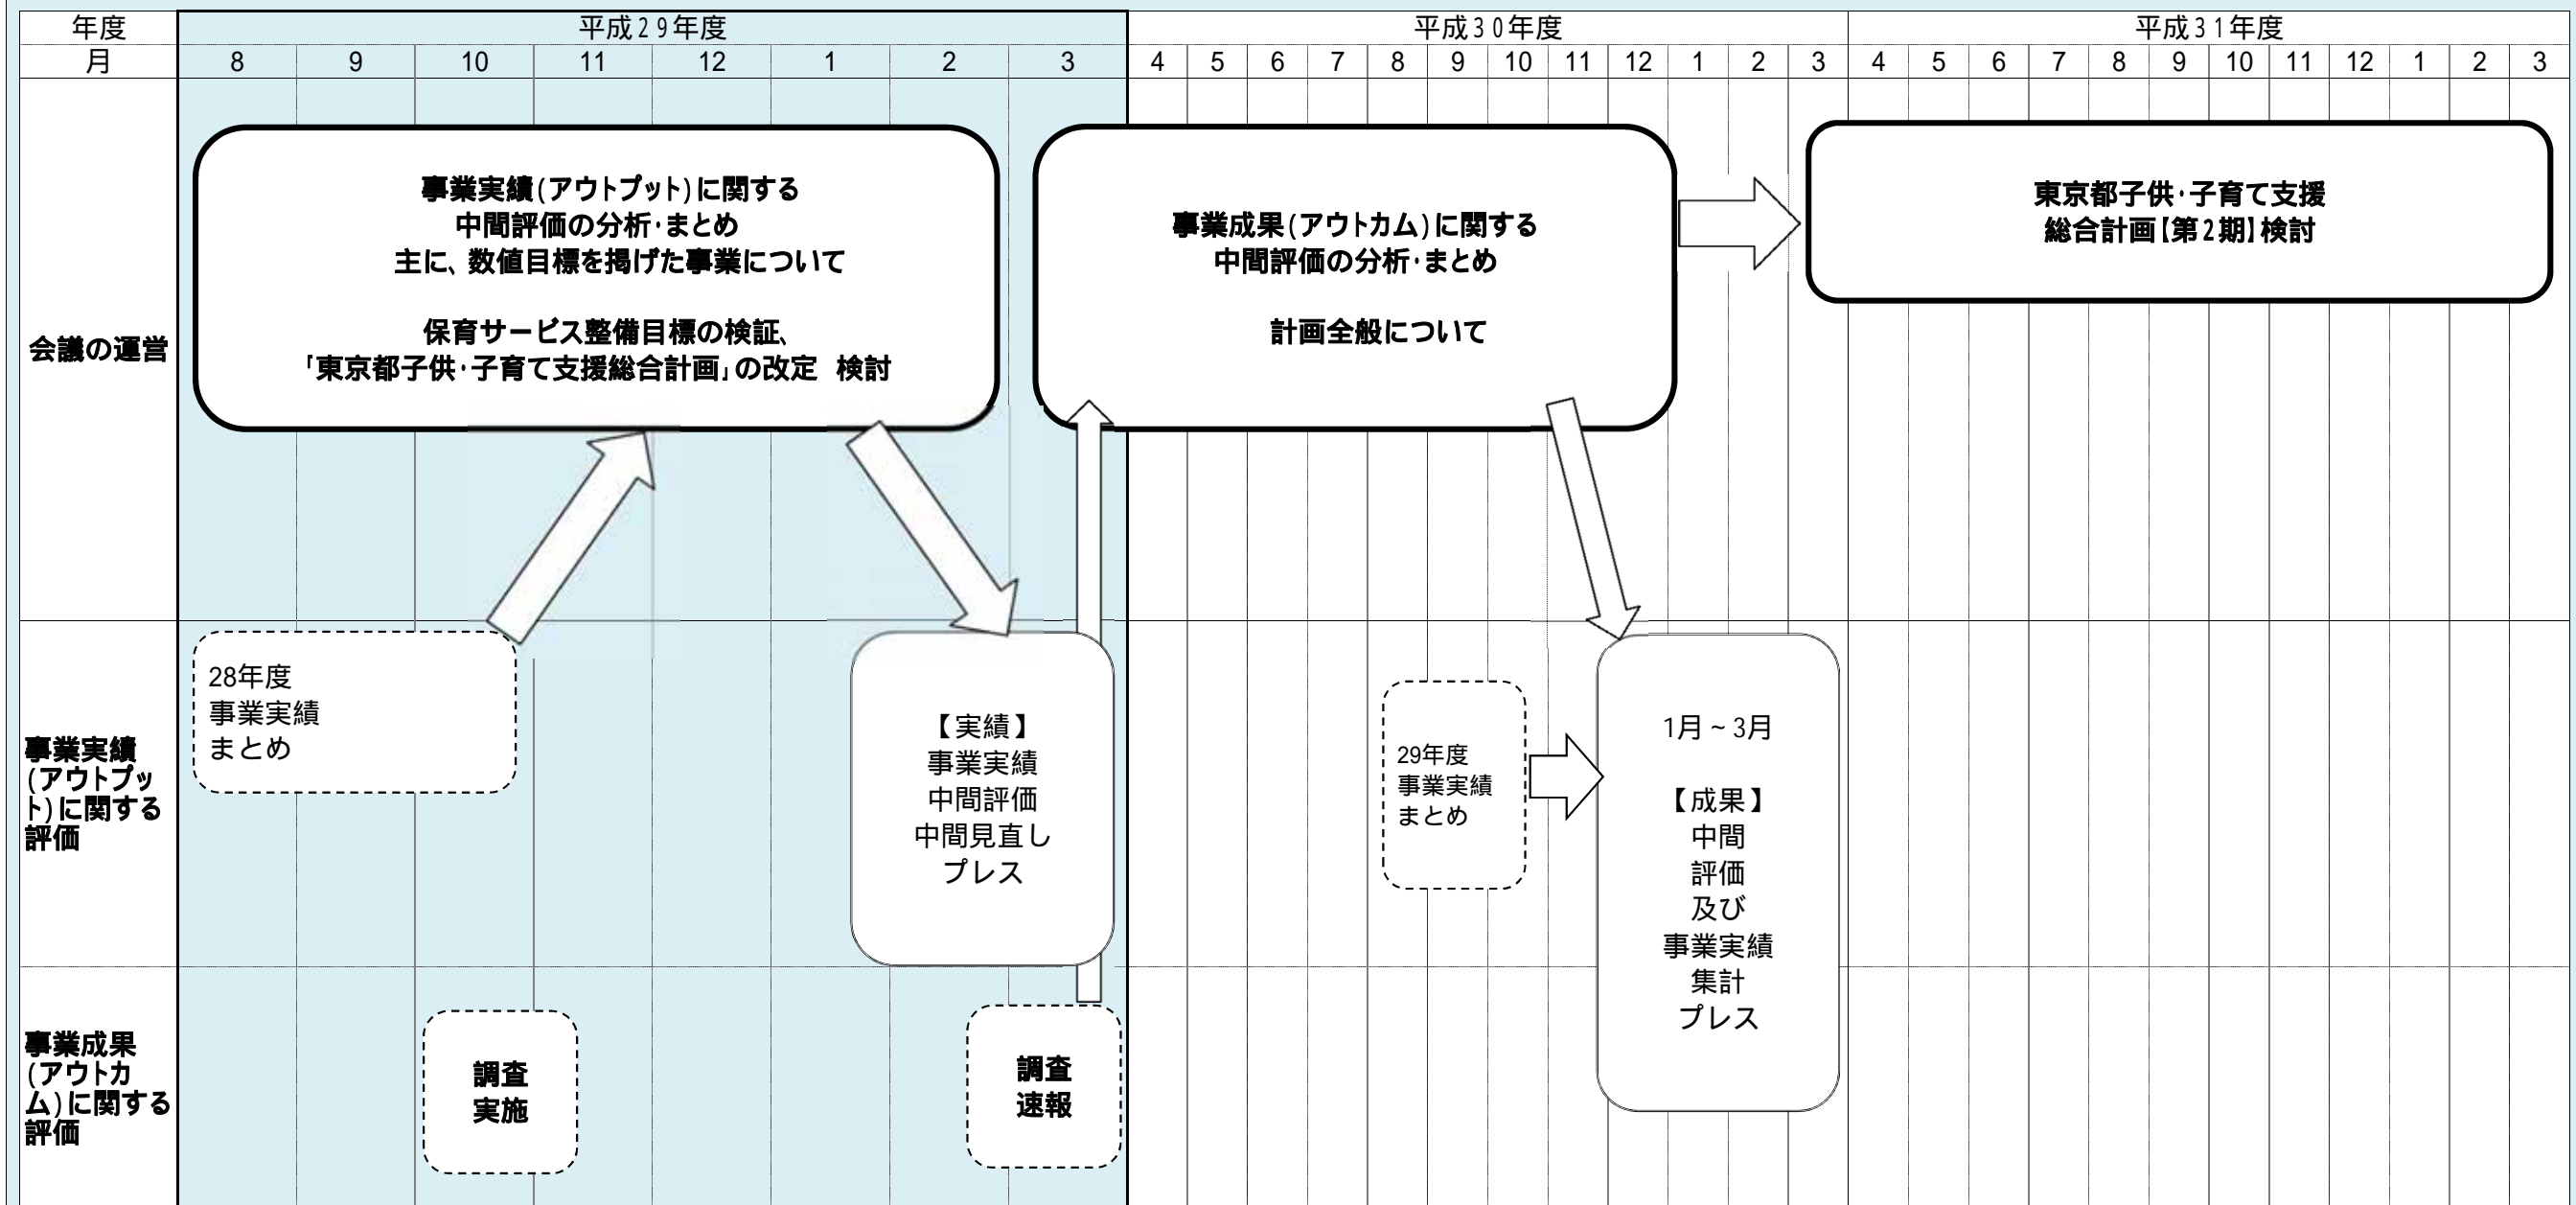 年度
平成29年度
平成30年度
平成31年度
月
8 9 10 11 12 1 2 3 4 5 6 7 8 9 10 11 12 1 2 3 4 5 6 7 8 9 10 11 12 1 2 3
会議の運営
事業実績(アウトプット)に関する
中間評価の分析・まとめ
主に、数値目標を掲げた事業について
保育サービス整備目標の検証、
「東京都子供・子育て支援総合計画」の改定 検討
事業成果(アウトカム)に関する
中間評価の分析・まとめ
計画全般について
東京都子供・子育て支援
総合計画【第2期】検討
事業実績
(アウトプッ
ト)に関する
評価
28年度
事業実績
まとめ
【実績】
事業実績
中間評価
中間見直し
プレス
29年度
事業実績
まとめ
1月~3月
【成果】
中間
評価
及び
事業実績
集計
プレス
事業成果
(アウトカ
ム)に関する
評価
調査
実施
調査
速報